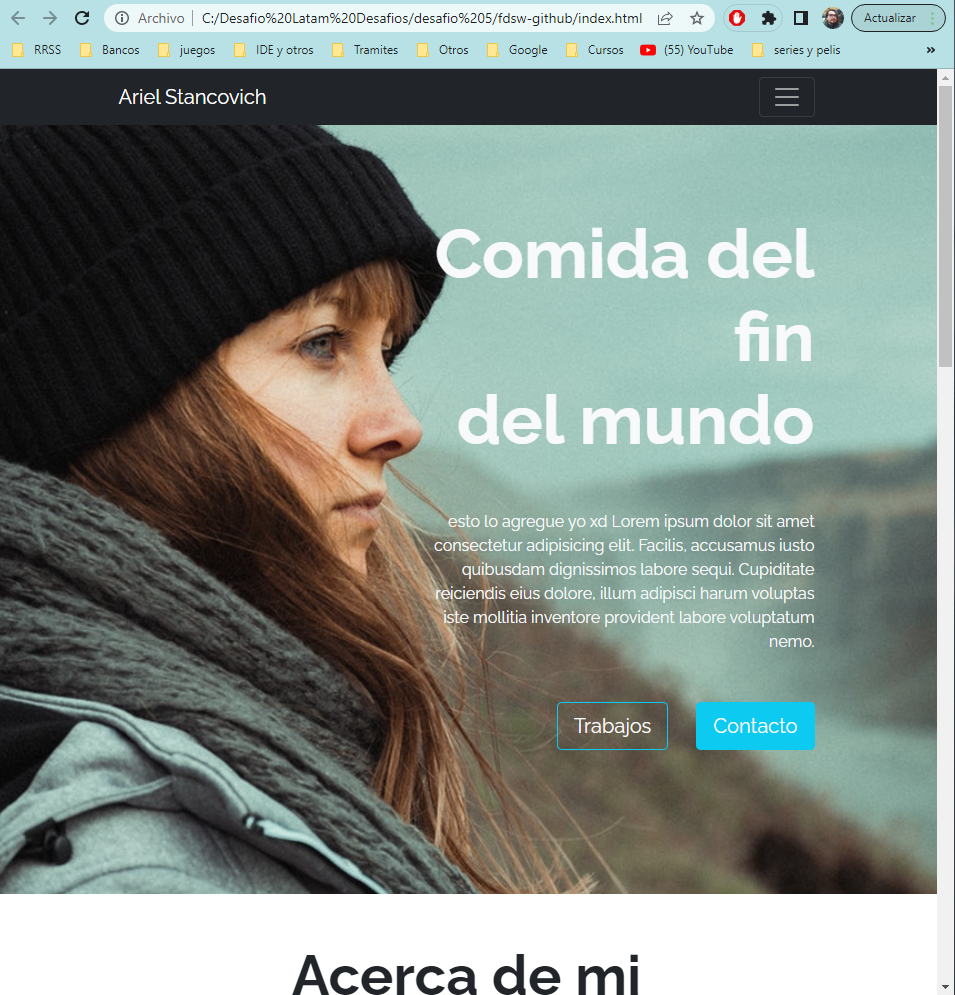 Archivo
C:/Desafio%20Latam%20Desafios/desafio%205/fdsw-github/index.html
Actualizar
RRSS Bancos juegos IDE y otros Tramites Otros Google Cursos (55) YouTube series y pelis »
Ariel Stancovich
Comida del
fin
del mundo
esto lo agregue yo xd Lorem ipsum dolor sit amet
consectetur adipisicing elit. Facilis, accusamus iusto
quibusdam dignissimos labore sequi. Cupiditate
reiciendis eius dolore, illum adipisci harum voluptas
iste mollitia inventore provident labore voluptatum
nemo.
Trabajos Contacto
Acerca de mi